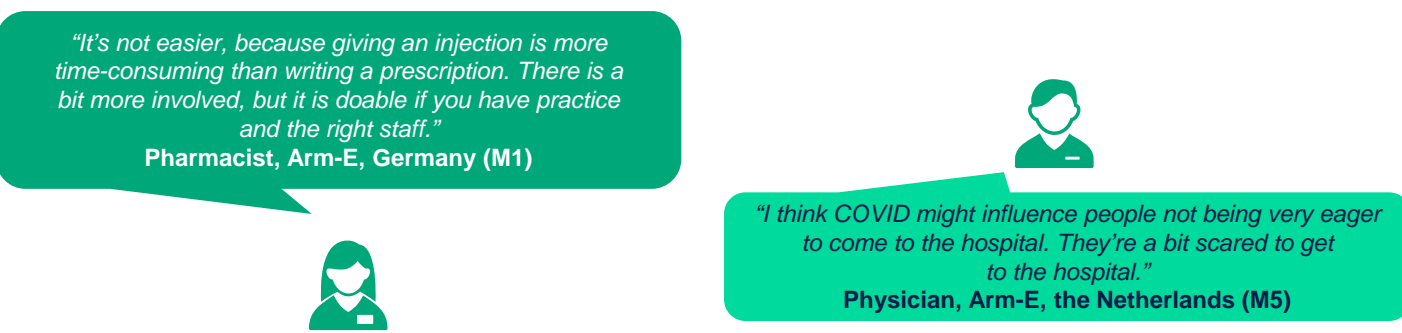 “It’s not easier, because giving an injection is more
time-consuming than writing a prescription. There is a
bit more involved, but it is doable if you have practice
and the right staff.”
Pharmacist, Arm-E, Germany (M1)
“I think COVID might influence people not being very eager
to come to the hospital. They’re a bit scared to get
to the hospital.”
Physician, Arm-E, the Netherlands (M5)